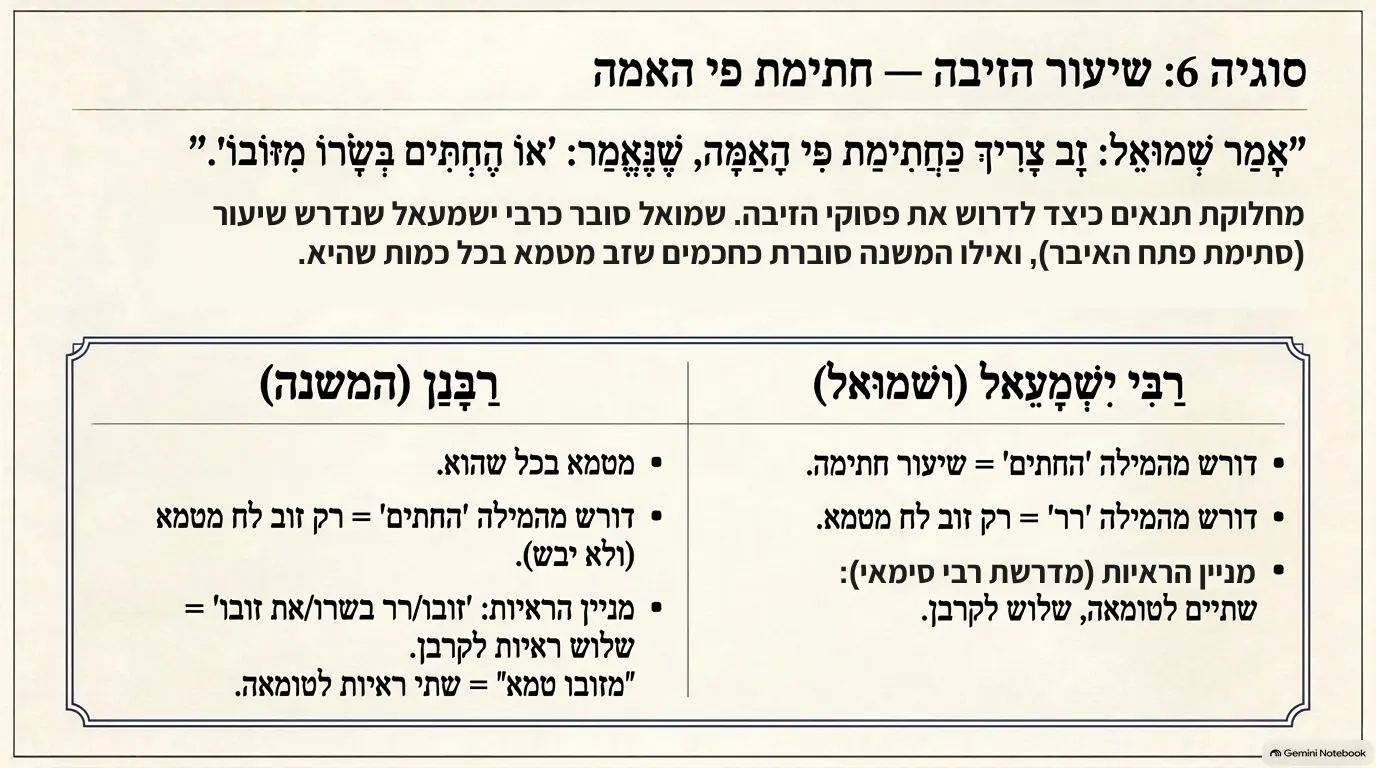 סוגיה 6: שיעור הזיבה — חתימת פי האמה
"אָמַר שְׁמוּאֵל: זָב צָרִיךְ כַּחֲתִימַת פִּי הָאַמָּה, שֶׁנֶּאֱמַר: 'אוֹ הֶחְתִּים בְּשָׂרוֹ מִזּוֹבוֹ'."
מחלוקת תנאים כיצד לדרוש את פסוקי הזיבה. שמואל סובר כרבי ישמעאל שנדרש שיעור
(סתימת פתח האיבר), ואילו המשנה סוברת כחכמים שזב מטמא בכל כמות שהיא.
רַבִּי יִשְׁמָעֵאל (ושמואל)
• דורש מהמילה 'החתים' = שיעור חתימה.
• דורש מהמילה 'רר' = רק זוב לח מטמא.
• מניין הראיות (מדרשת רבי סימאי):
שתיים לטומאה, שלוש לקרבן.
רַבָּנַן (המשנה)
• מטמא בכל שהוא.
• דורש מהמילה 'החתים' = רק זוב לח מטמא
(ולא יבש).
• מניין הראיות: 'זובו/רר בשרו/את זובו' =
שלוש ראיות לקרבן.
"מזובו טמא" = שתי ראיות לטומאה.
Gemini Notebook